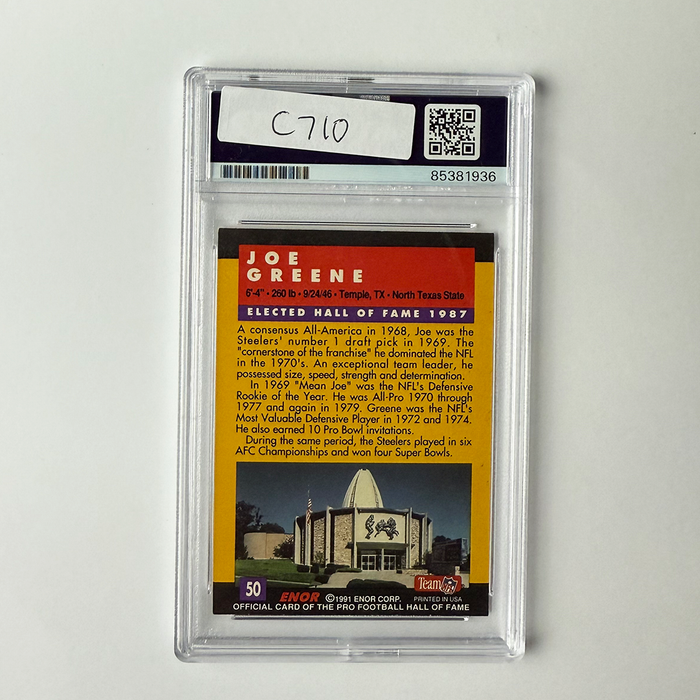 C710
85381936
JOE
GREENE
6'-4" • 260 lb • 9/24/46 • Temple, TX • North Texas State
ELECTED HALL OF FAME 1987
A consensus All-America in 1968, Joe was the
Steelers' number 1 draft pick in 1969. The
"cornerstone of the franchise" he dominated the NFL
in the 1970's. An exceptional team leader, he
possessed size, speed, strength and determination.
In 1969 "Mean Joe" was the NFL's Defensive
Rookie of the Year. He was All-Pro 1970 through
1977 and again in 1979. Greene was the NFL's
Most Valuable Defensive Player in 1972 and 1974.
He also earned 10 Pro Bowl invitations.
During the same period, the Steelers played in six
AFC Championships and won four Super Bowls.
50
ENOR ©1991 ENOR CORP.
Team NFL
PRINTED IN USA
OFFICIAL CARD OF THE PRO FOOTBALL HALL OF FAME